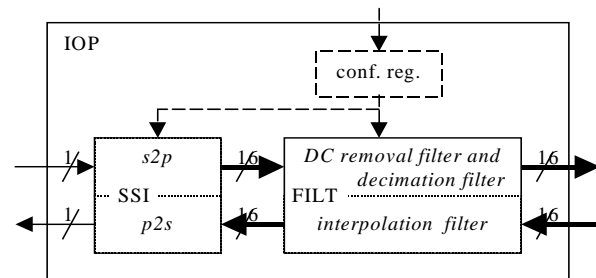 IOP
conf. reg.
1 s2p 16 DC removal filter and 16
decimation filter
SSI FILT
1 p2s 16 interpolation filter 16